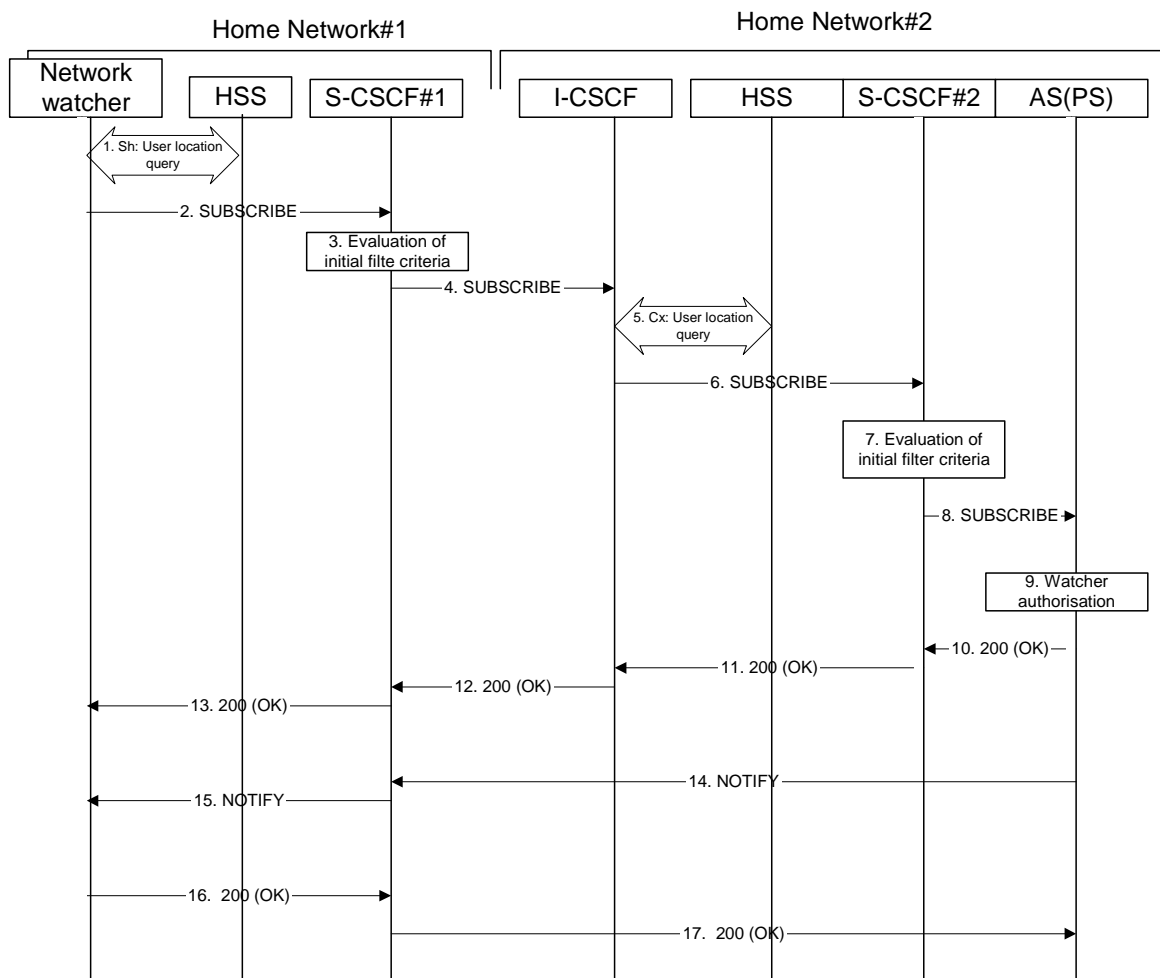 Home Network#1
Home Network#2
Network
watcher
HSS
S-CSCF#1
I-CSCF
HSS
S-CSCF#2
AS(PS)
1. Sh: User location
query
2. SUBSCRIBE
3. Evaluation of
initial filte criteria
4. SUBSCRIBE
5. Cx: User location
query
6. SUBSCRIBE
7. Evaluation of
initial filter criteria
8. SUBSCRIBE
9. Watcher
authorisation
10. 200 (OK)
11. 200 (OK)
12. 200 (OK)
13. 200 (OK)
14. NOTIFY
15. NOTIFY
16. 200 (OK)
17. 200 (OK)